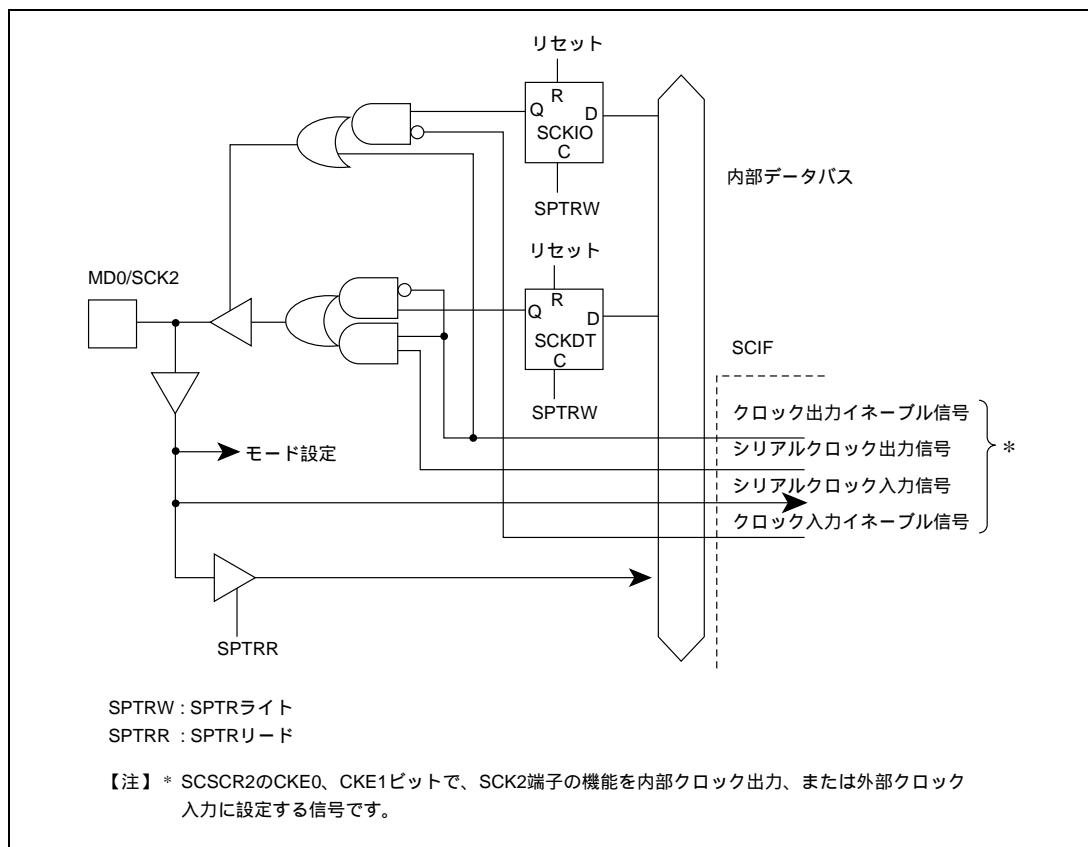 リセット
R
Q D
SCKIO
C
SPTRW
内部データバス
リセット
MD0/SCK2
R
Q D
SCKDT
C
SPTRW
SCIF
クロック出力イネーブル信号
シリアルクロック出力信号
*
モード設定
シリアルクロック入力信号
クロック入力イネーブル信号
SPTRR
SPTRW : SPTRライト
SPTRR : SPTRリード
【注】 * SCSCR2のCKE0、CKE1ビットで、SCK2端子の機能を内部クロック出力、または外部クロック
入力に設定する信号です。